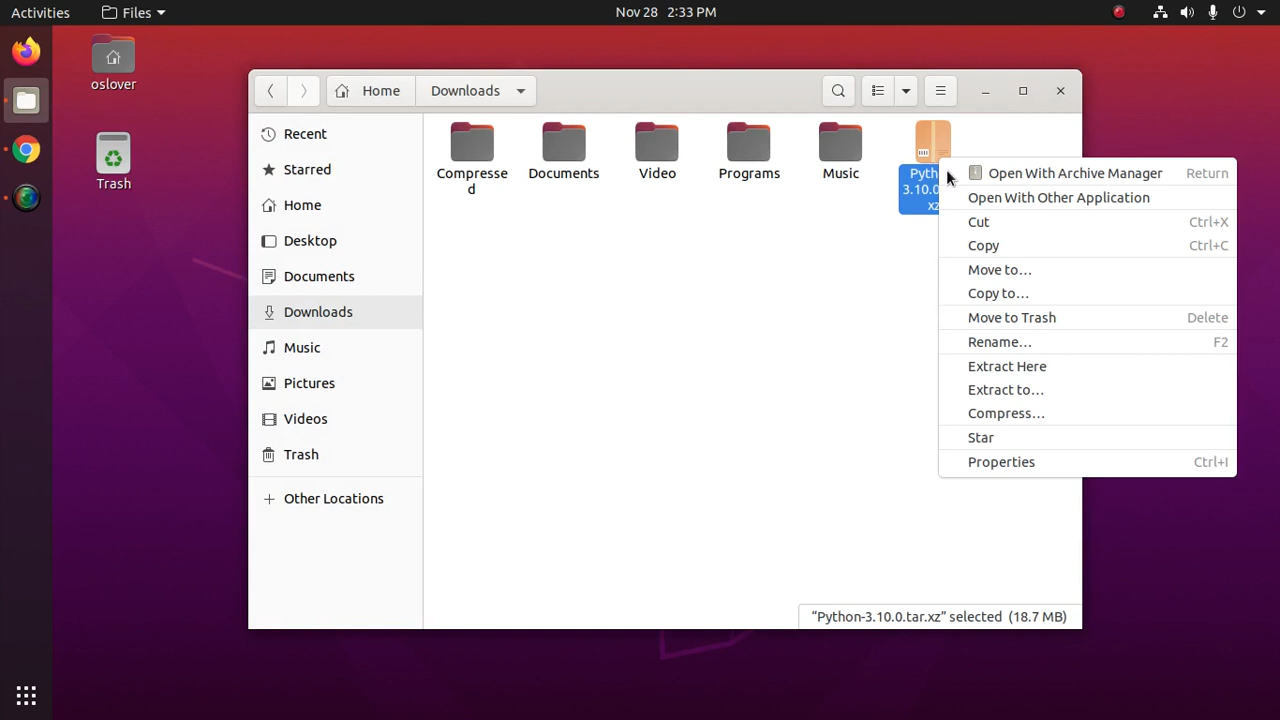 Activities
Files
Nov 28 2:33 PM
oslover
Trash
Home
Downloads
Recent
Starred
Home
Desktop
Documents
Downloads
Music
Pictures
Videos
Trash
Other Locations
Compresse
d
Documents
Video
Programs
Music
Pyth
3.10.0
xz
Open With Archive Manager Return
Open With Other Application
Cut Ctrl+X
Copy Ctrl+C
Move to…
Copy to…
Move to Trash Delete
Rename… F2
Extract Here
Extract to…
Compress…
Star
Properties Ctrl+I
“Python-3.10.0.tar.xz” selected (18.7 MB)